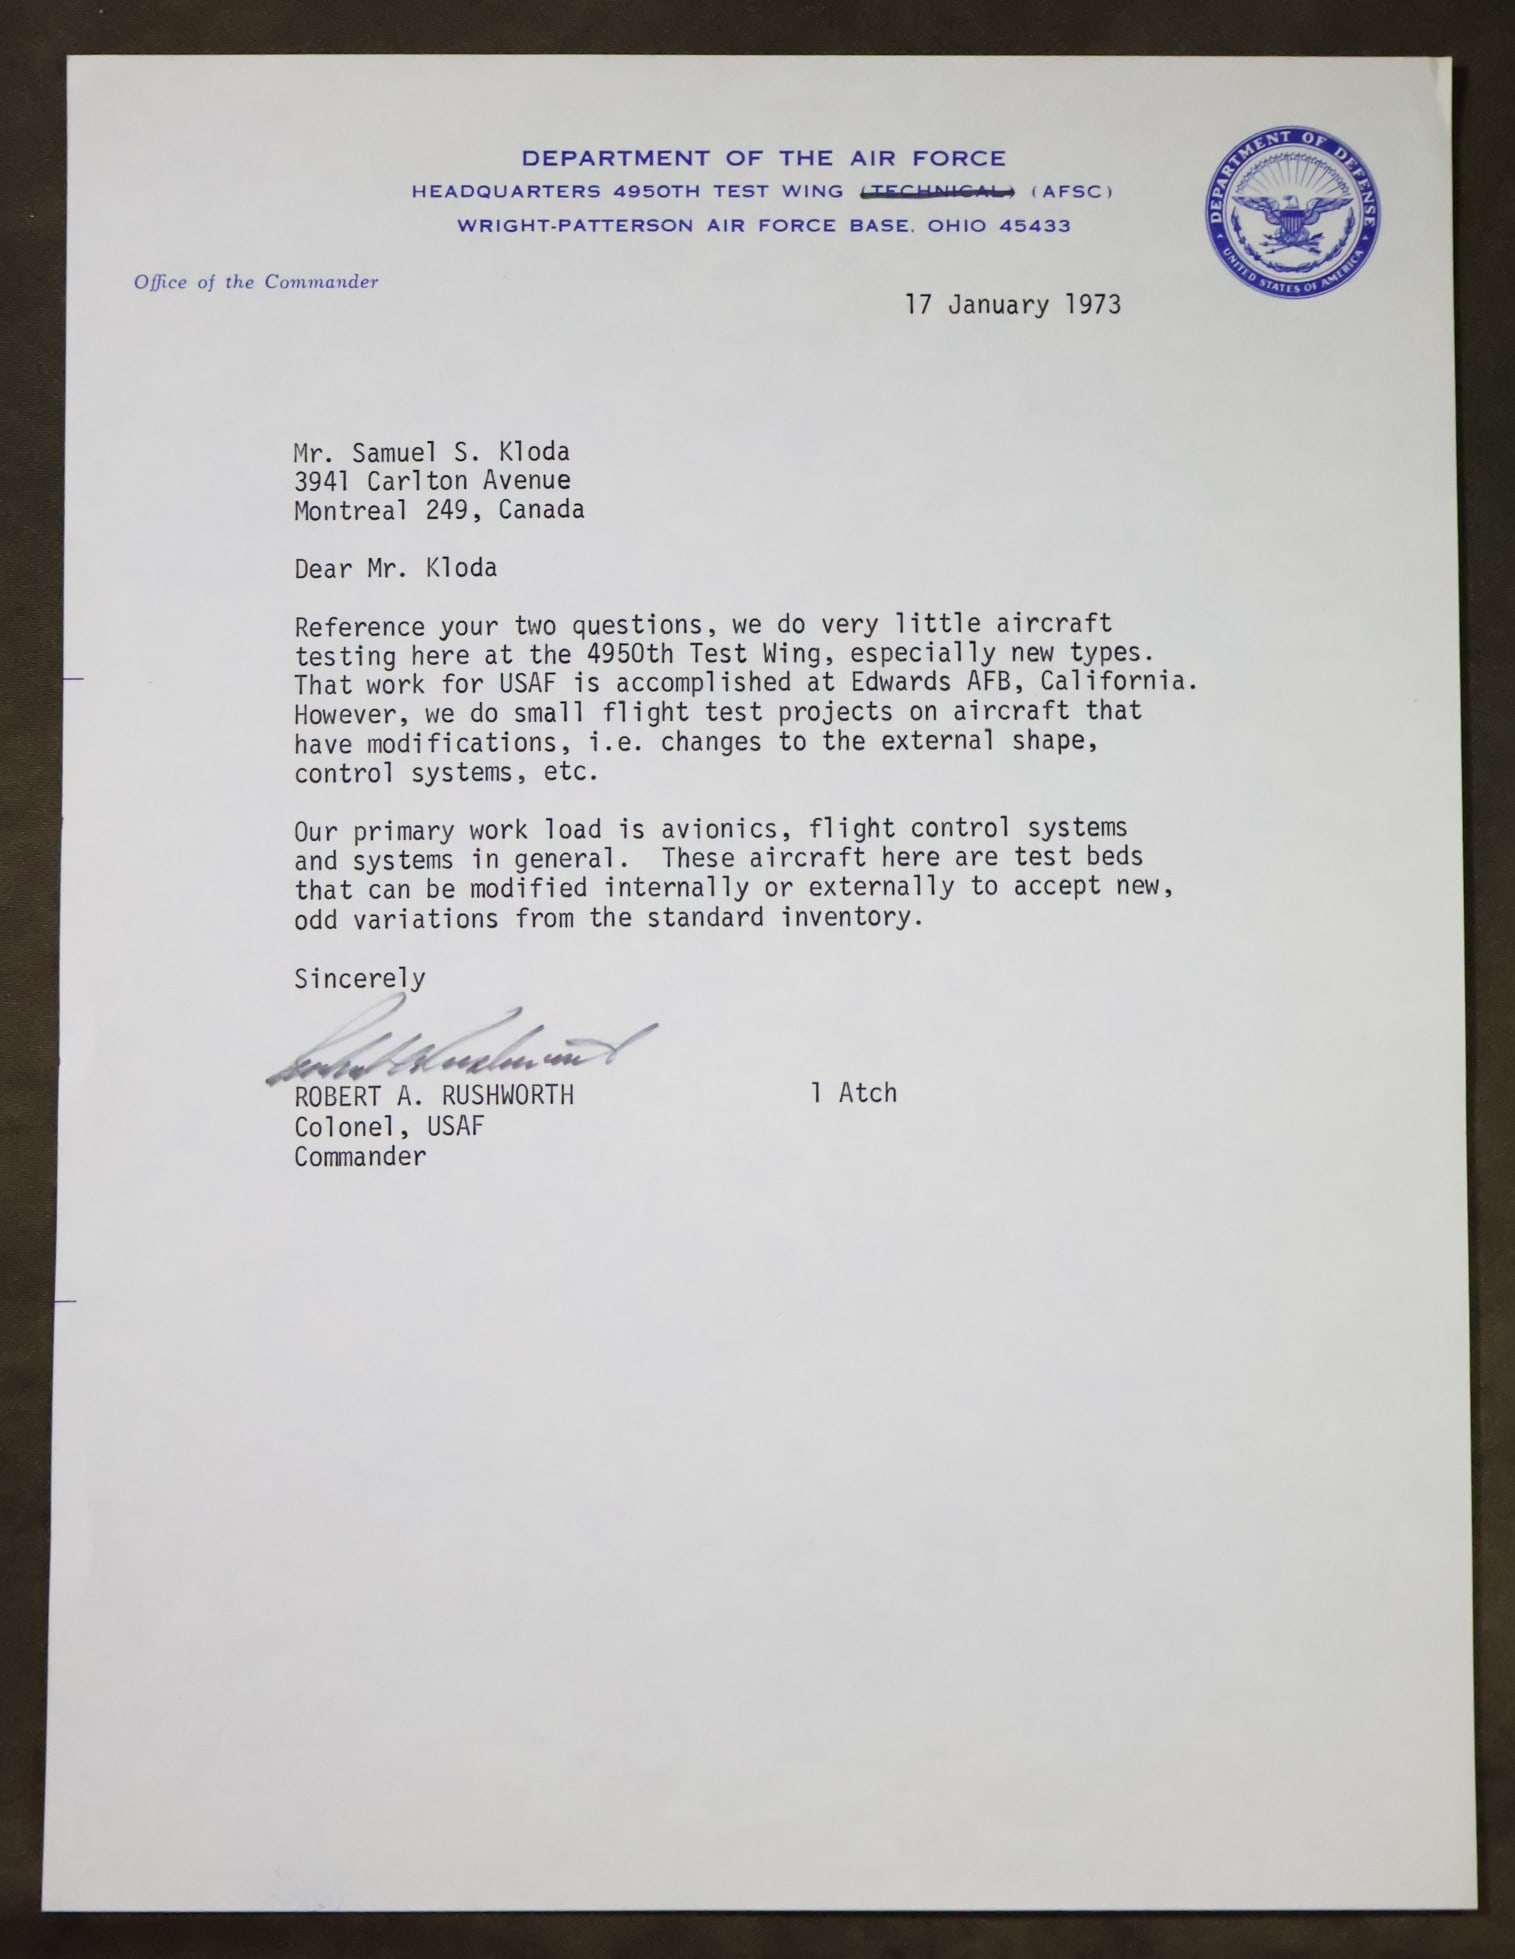 DEPARTMENT OF THE AIR FORCE
HEADQUARTERS 4950TH TEST WING (TECHNICAL) (AFSC)
WRIGHT-PATTERSON AIR FORCE BASE, OHIO 45433
DEPARTMENT OF DEFENSE
UNITED STATES OF AMERICA
Office of the Commander
17 January 1973
Mr. Samuel S. Kloda
3941 Carlton Avenue
Montreal 249, Canada
Dear Mr. Kloda
Reference your two questions, we do very little aircraft
testing here at the 4950th Test Wing, especially new types.
That work for USAF is accomplished at Edwards AFB, California.
However, we do small flight test projects on aircraft that
have modifications, i.e. changes to the external shape,
control systems, etc.
Our primary work load is avionics, flight control systems
and systems in general.  These aircraft here are test beds
that can be modified internally or externally to accept new,
odd variations from the standard inventory.
Sincerely
Robert A Rushworth
ROBERT A. RUSHWORTH 1 Atch
Colonel, USAF
Commander